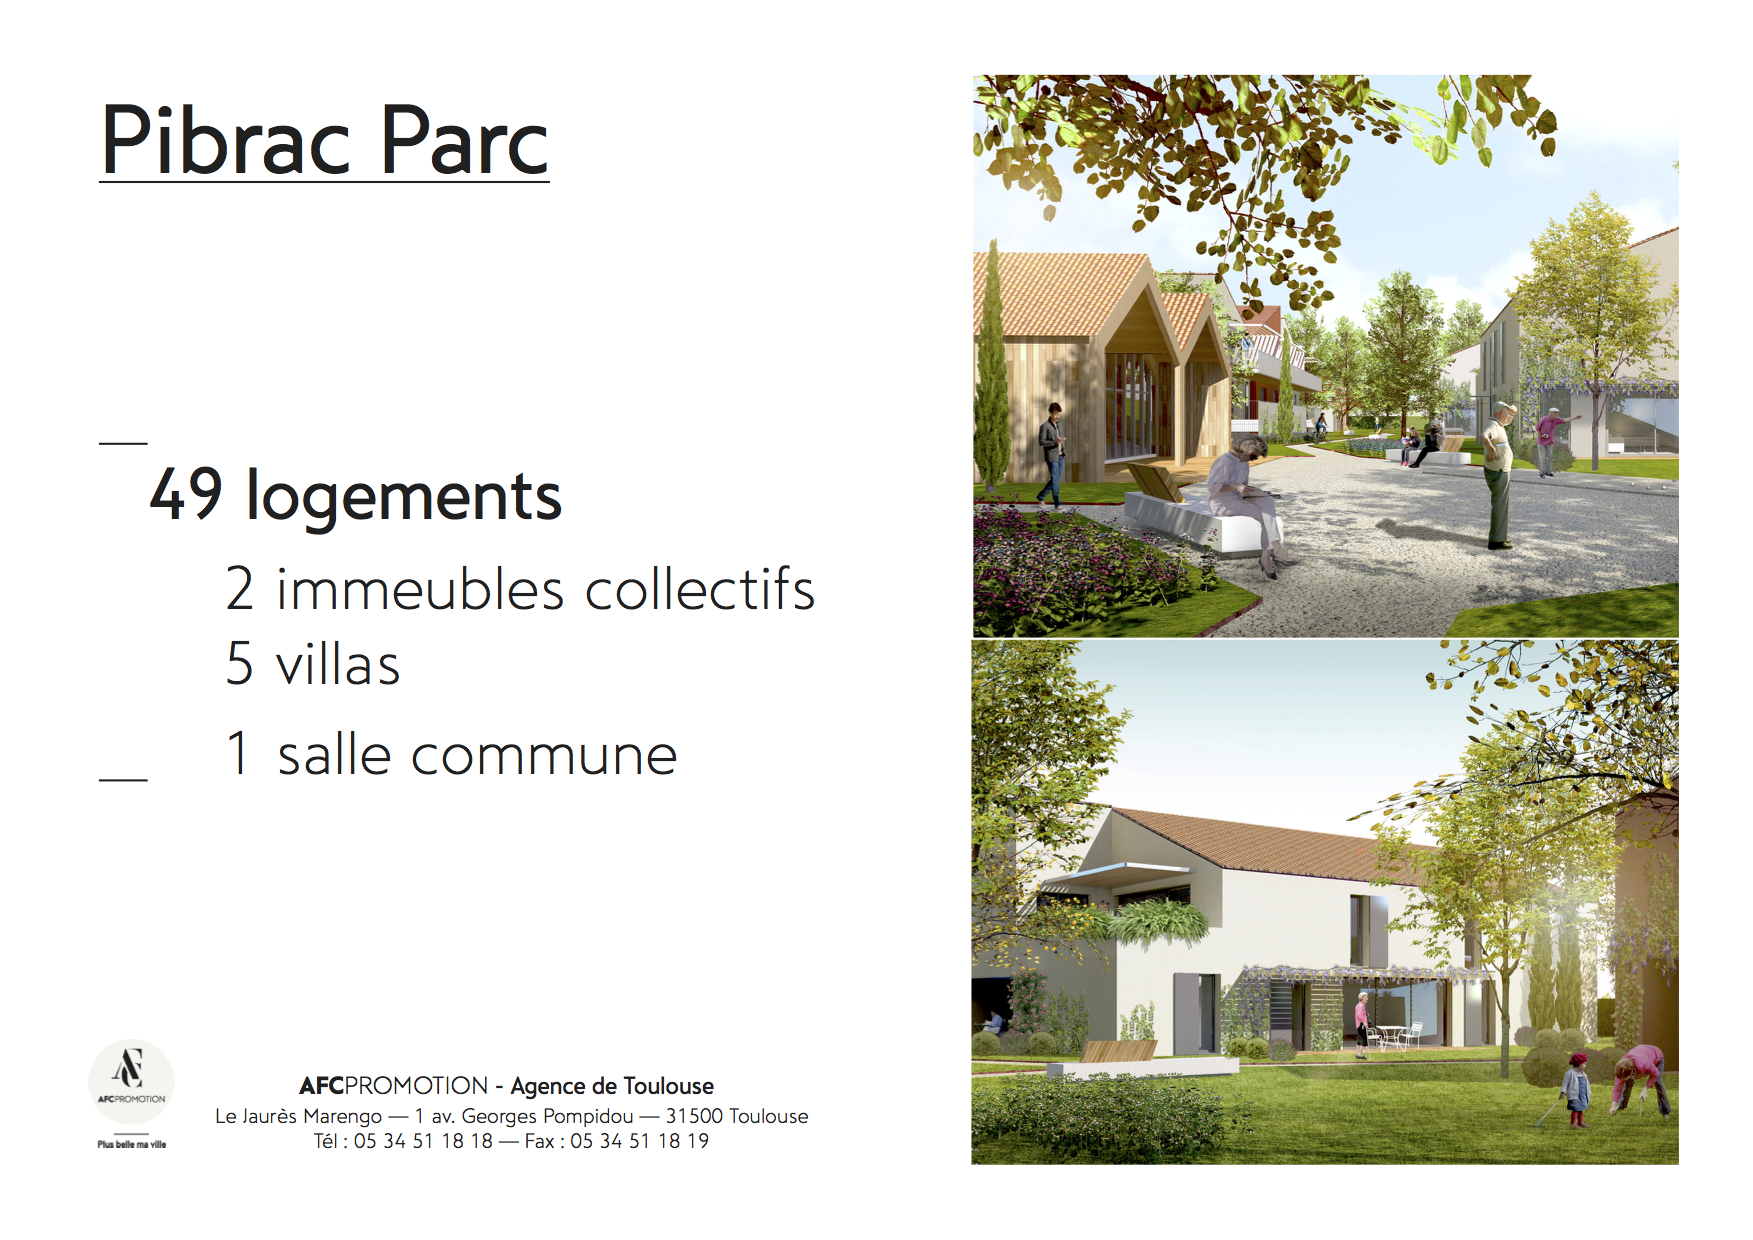 Pibrac Parc
49 logements
2 immeubles collectifs
5 villas
1 salle commune
AFCPROMOTION
Plus belle ma ville
AFCPROMOTION - Agence de Toulouse
Le Jaurès Marengo — 1 av. Georges Pompidou — 31500 Toulouse
Tél : 05 34 51 18 18 — Fax : 05 34 51 18 19